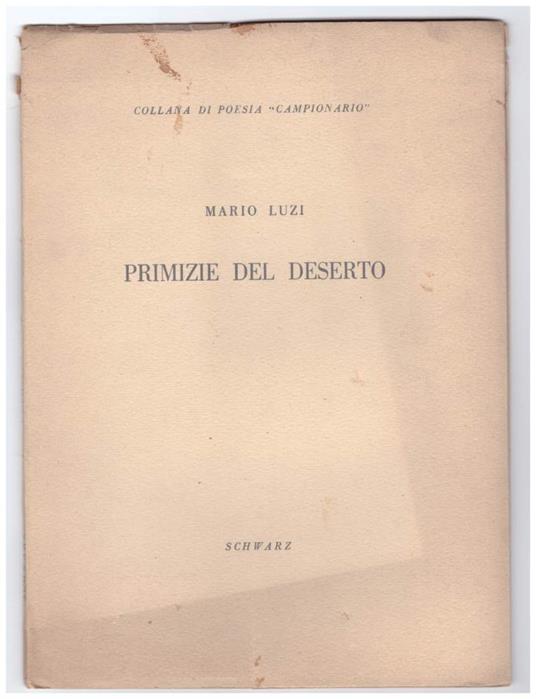 COLLANA DI POESIA "CAMPIONARIO"
MARIO LUZI
PRIMIZIE DEL DESERTO
SCHWARZ